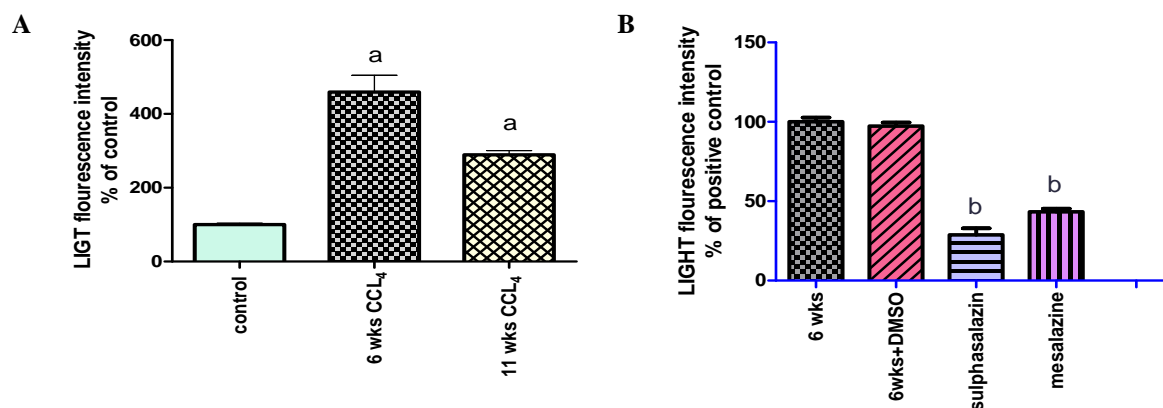 A
LIGT flourescence intensity
% of control
600
400
200
0
a
a
control
6 wks CCL4
11 wks CCL4
B
LIGHT flourescence intensity
% of positive control
150
100
50
0
b
b
6 wks
6wks+DMSO
sulphasalazin
mesalazine